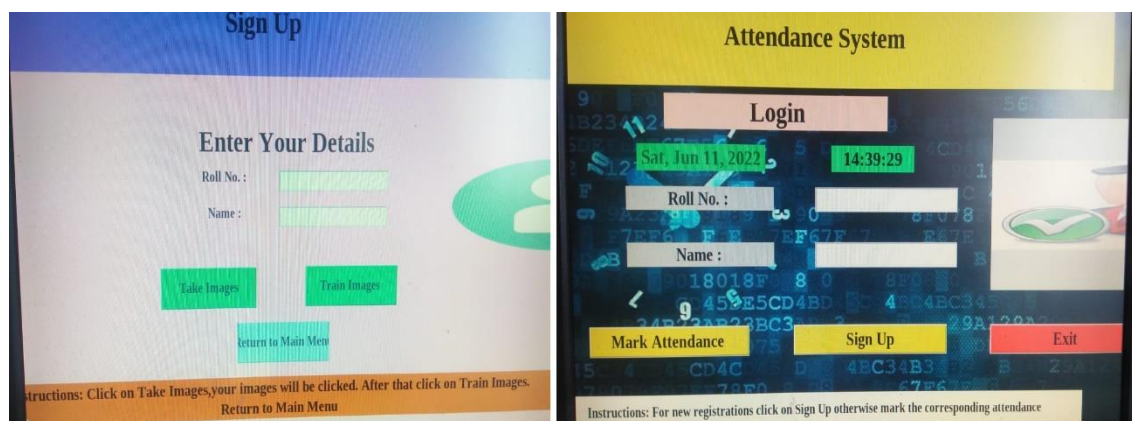 Sign Up
Enter Your Details
Roll No. :
Name :
Take Images
Train Images
Return to Main Men
structions: Click on Take Images,your images will be clicked. After that click on Train Images.
Return to Main Menu
Attendance System
Login
Sat, Jun 11, 2022
14:39:29
Roll No. :
Name :
Mark Attendance
Sign Up
Exit
Instructions: For new registrations click on Sign Up otherwise mark the corresponding attendance